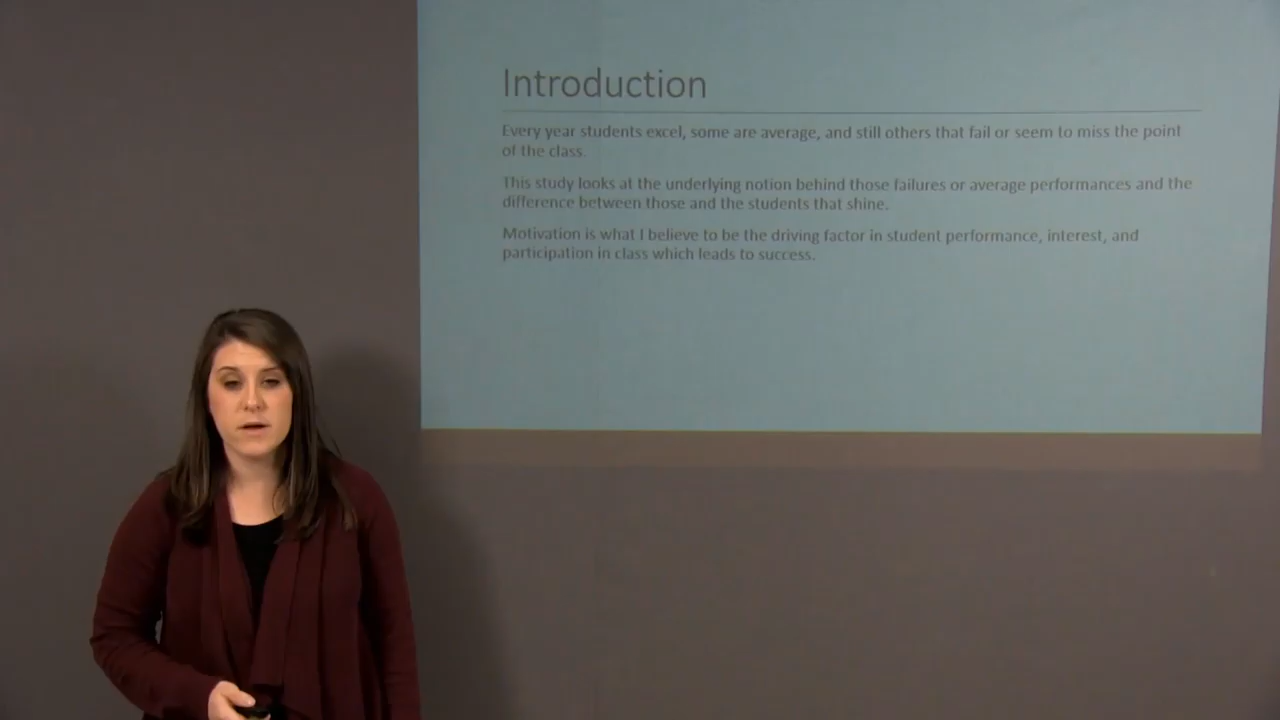 Introduction
Every year students excel, some are average, and still others that fail or seem to miss the point
of the class.
This study looks at the underlying notion behind those failures or average performances and the
difference between those and the students that shine.
Motivation is what I believe to be the driving factor in student performance, interest, and
participation in class which leads to success.